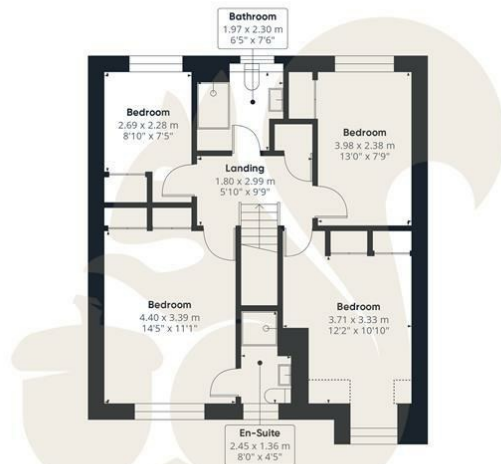 Bathroom
1.97 x 2.30 m
6'5" x 7'6"
Bedroom
2.69 x 2.28 m
8'10" x 7'5"
Bedroom
3.98 x 2.38 m
13'0" x 7'9"
Landing
1.80 x 2.99 m
5'10" x 9'9"
Bedroom
4.40 x 3.39 m
14'5" x 11'1"
Bedroom
3.71 x 3.33 m
12'2" x 10'10"
En-Suite
2.45 x 1.36 m
8'0" x 4'5"